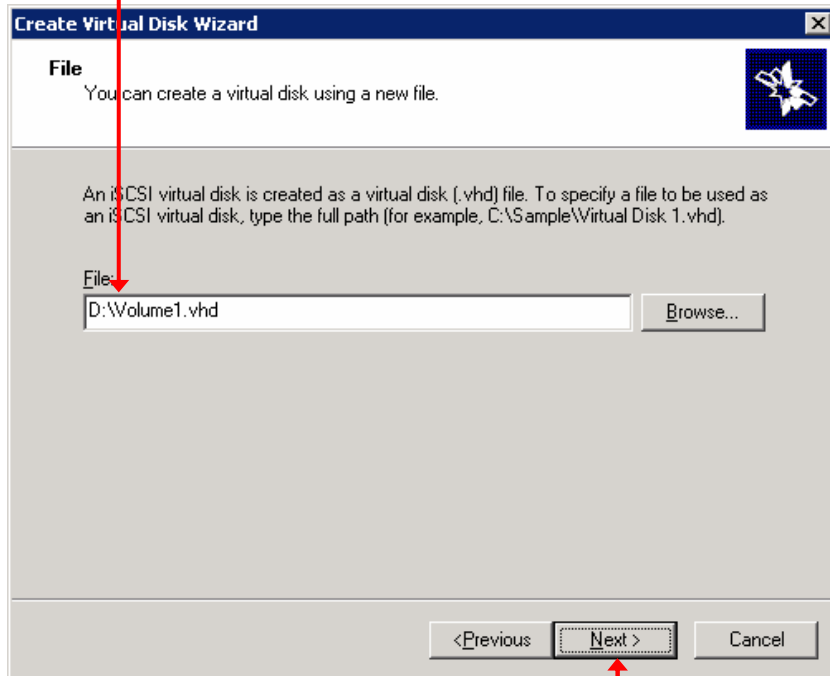 Create Virtual Disk Wizard
File
You can create a virtual disk using a new file.
An iSCSI virtual disk is created as a virtual disk (.vhd) file. To specify a file to be used as
an iSCSI virtual disk, type the full path (for example, C:\Sample\Virtual Disk 1.vhd).
File:
D:\Volume1.vhd
Browse...
<Previous
Next >
Cancel